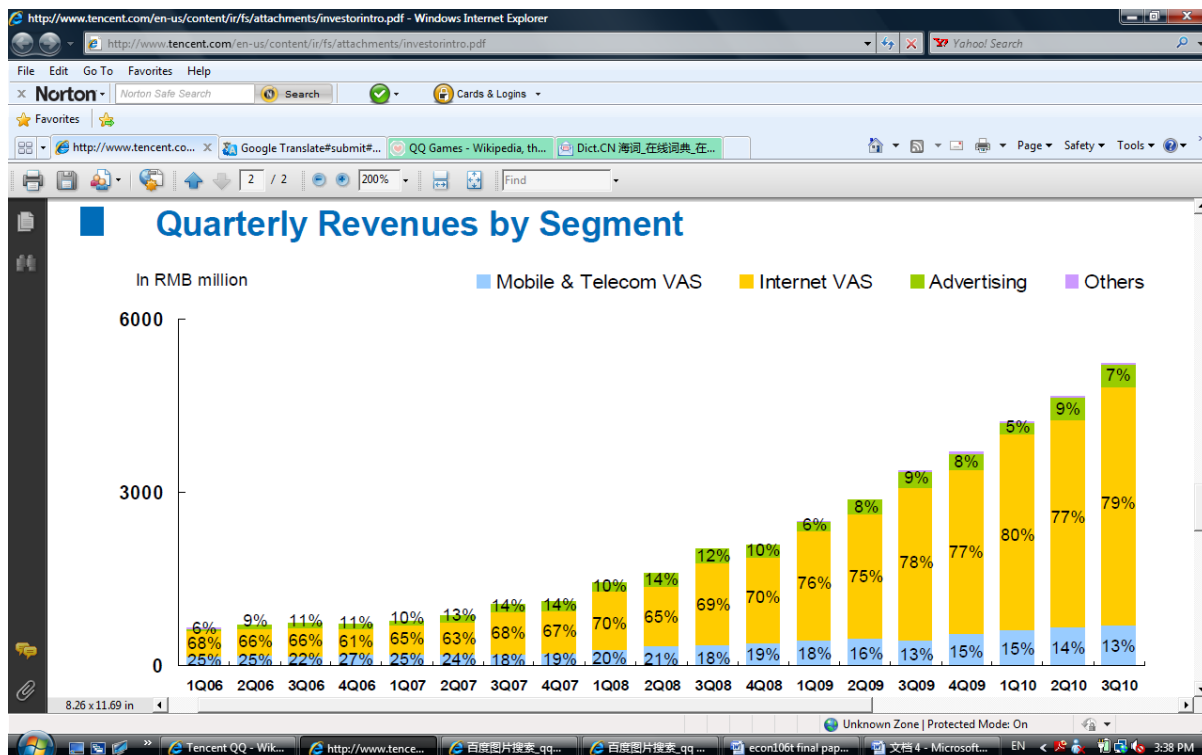 http://www.tencent.com/en-us/content/ir/fs/attachments/investorintro.pdf - Windows Internet Explorer
http://www.tencent.com/en-us/content/ir/fs/attachments/investorintro.pdf Yahoo! Search
File Edit Go To Favorites Help
Norton Norton Safe Search Search Cards & Logins
Favorites
http://www.tencent.co... X Google Translate#submit#... QQ Games - Wikipedia, th... Dict.CN 海词_在线词典_在... Page Safety Tools
2 / 2 200% Find
Quarterly Revenues by Segment
In RMB million Mobile & Telecom VAS Internet VAS Advertising Others
6000
3000
0
6% 9% 11% 11% 10% 13% 14% 14% 10% 14% 12% 10% 6% 8% 9% 8% 5% 9% 7%
68% 66% 66% 61% 65% 63% 68% 67% 70% 65% 69% 70% 76% 75% 78% 77% 80% 77% 79%
25% 25% 22% 27% 25% 24% 18% 19% 20% 21% 18% 19% 18% 16% 13% 15% 15% 14% 13%
1Q06 2Q06 3Q06 4Q06 1Q07 2Q07 3Q07 4Q07 1Q08 2Q08 3Q08 4Q08 1Q09 2Q09 3Q09 4Q09 1Q10 2Q10 3Q10
8.26 x 11.69 in
Unknown Zone | Protected Mode: On
Tencent QQ - Wik... http://www.tence... 百度图片搜索_qq... 百度图片搜索_qq ... econ106t final pap... 文档 4 - Microsoft... EN 3:38 PM